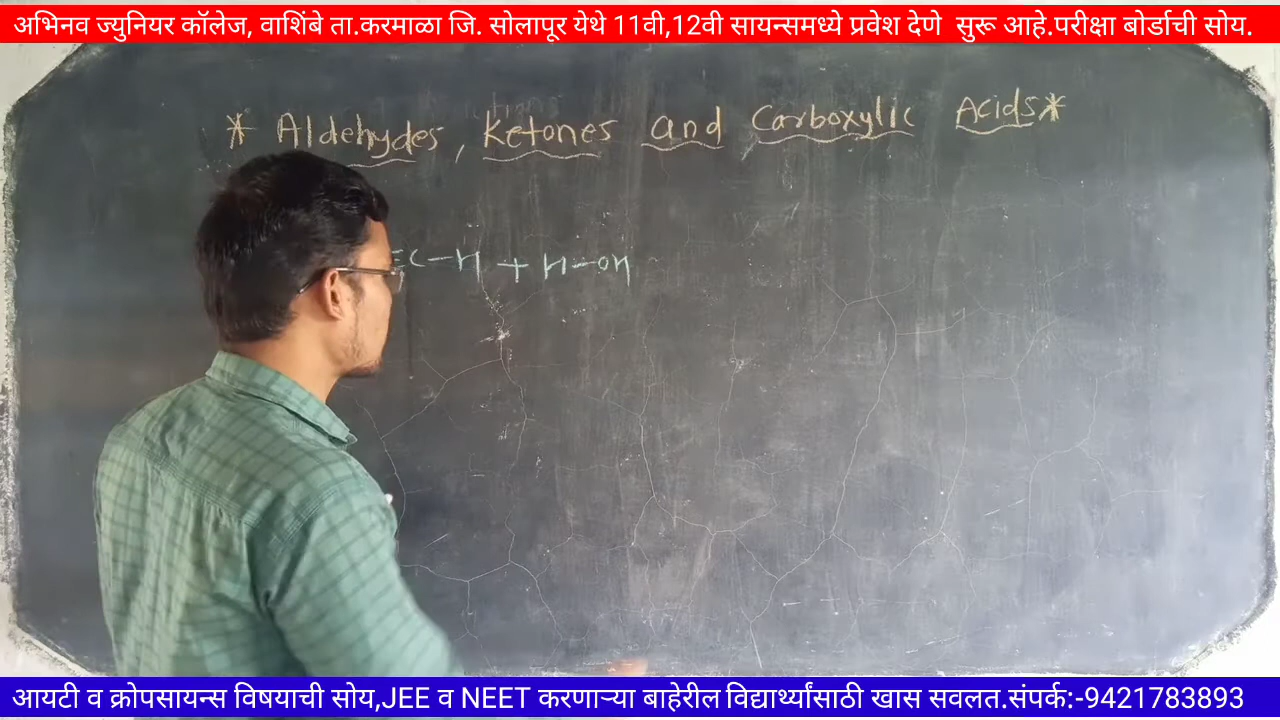 अभिनव ज्युनियर कॉलेज, वाशिंबे ता.करमाळा जि. सोलापूर येथे 11वी,12वी सायन्समध्ये प्रवेश देणे सुरू आहे.परीक्षा बोर्डाची सोय.
* Aldehydes, Ketones and Carboxylic Acids*
≡C-H + H-OH
आयटी व क्रोपसायन्स विषयाची सोय,JEE व NEET करणाऱ्या बाहेरील विद्यार्थ्यांसाठी खास सवलत.संपर्क:-9421783893